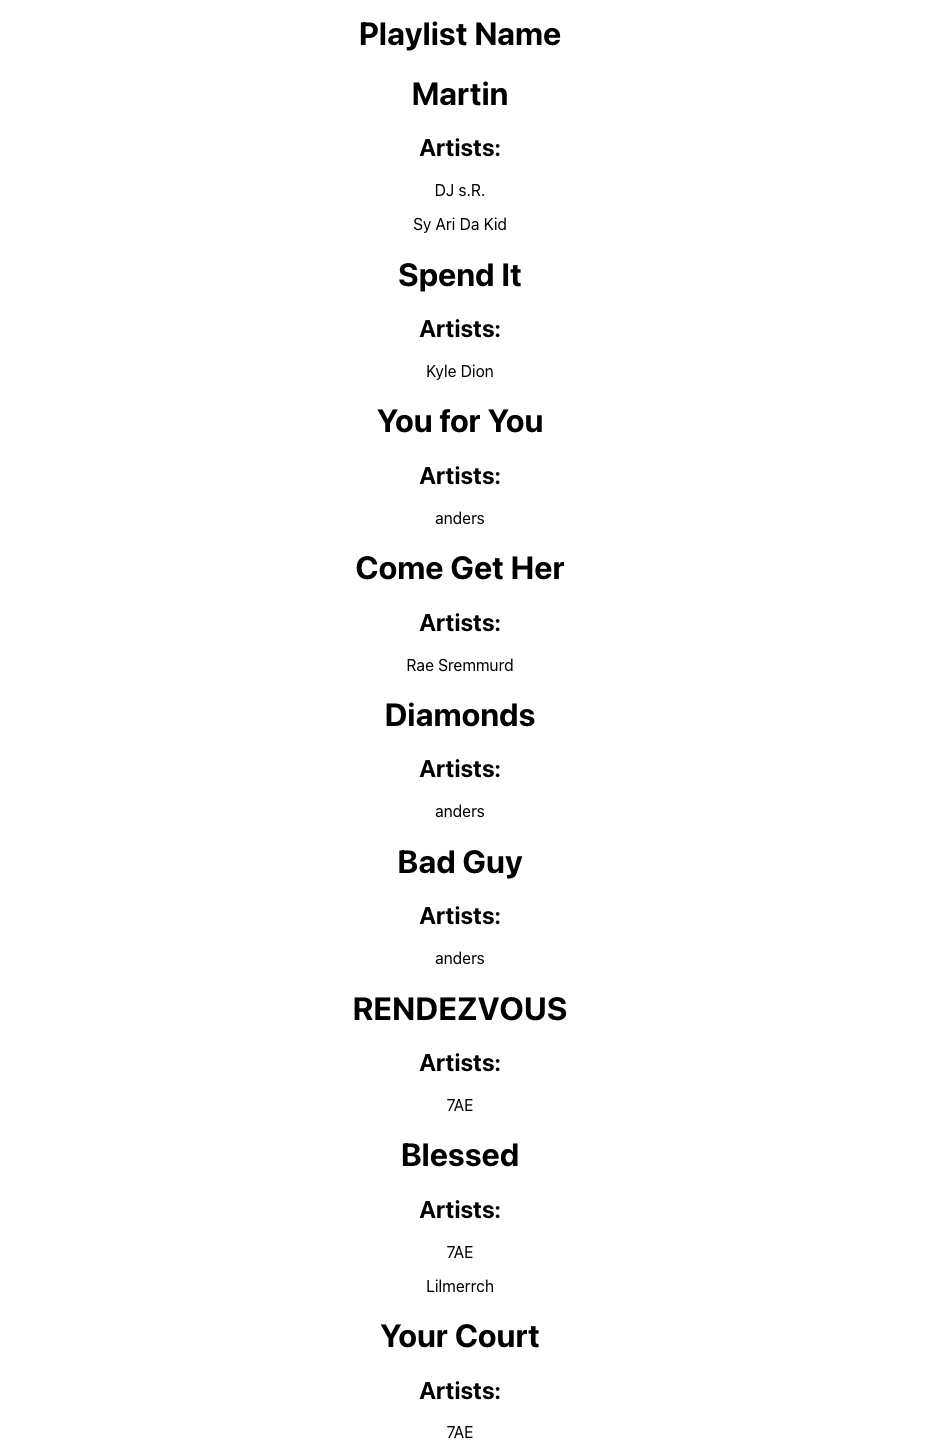 Playlist Name
Martin
Artists:
DJ s.R.
Sy Ari Da Kid
Spend It
Artists:
Kyle Dion
You for You
Artists:
anders
Come Get Her
Artists:
Rae Sremmurd
Diamonds
Artists:
anders
Bad Guy
Artists:
anders
RENDEZVOUS
Artists:
7AE
Blessed
Artists:
7AE
Lilmerrch
Your Court
Artists:
7AE